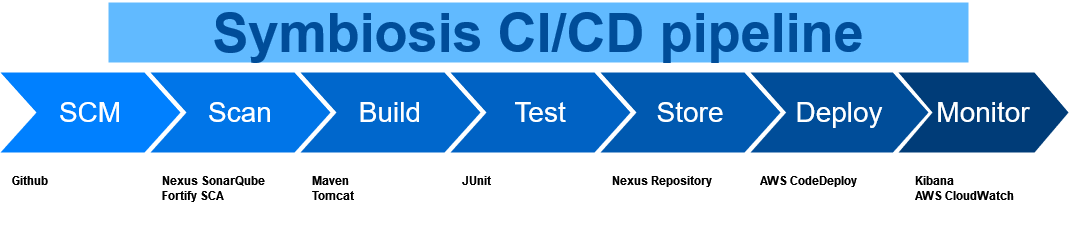 Symbiosis CI/CD pipeline
SCM
Scan
Build
Test
Store
Deploy
Monitor
Github
Nexus SonarQube
Fortify SCA
Maven
Tomcat
JUnit
Nexus Repository
AWS CodeDeploy
Kibana
AWS CloudWatch